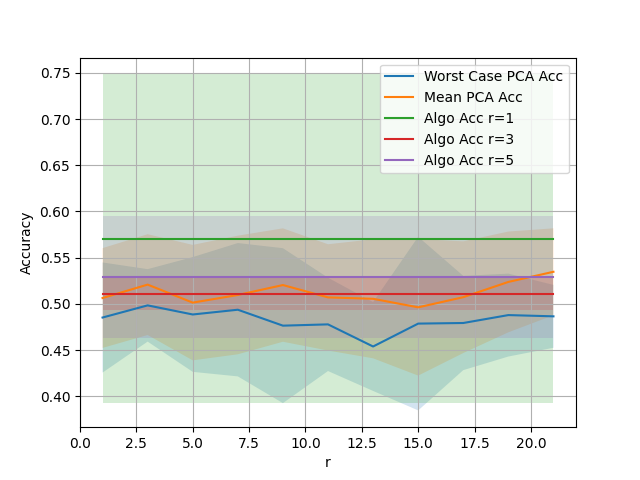 Worst Case PCA Acc
Mean PCA Acc
Algo Acc r=1
Algo Acc r=3
Algo Acc r=5
0.75
0.70
0.65
0.60
0.55
0.50
0.45
0.40
Accuracy
0.0 2.5 5.0 7.5 10.0 12.5 15.0 17.5 20.0
r